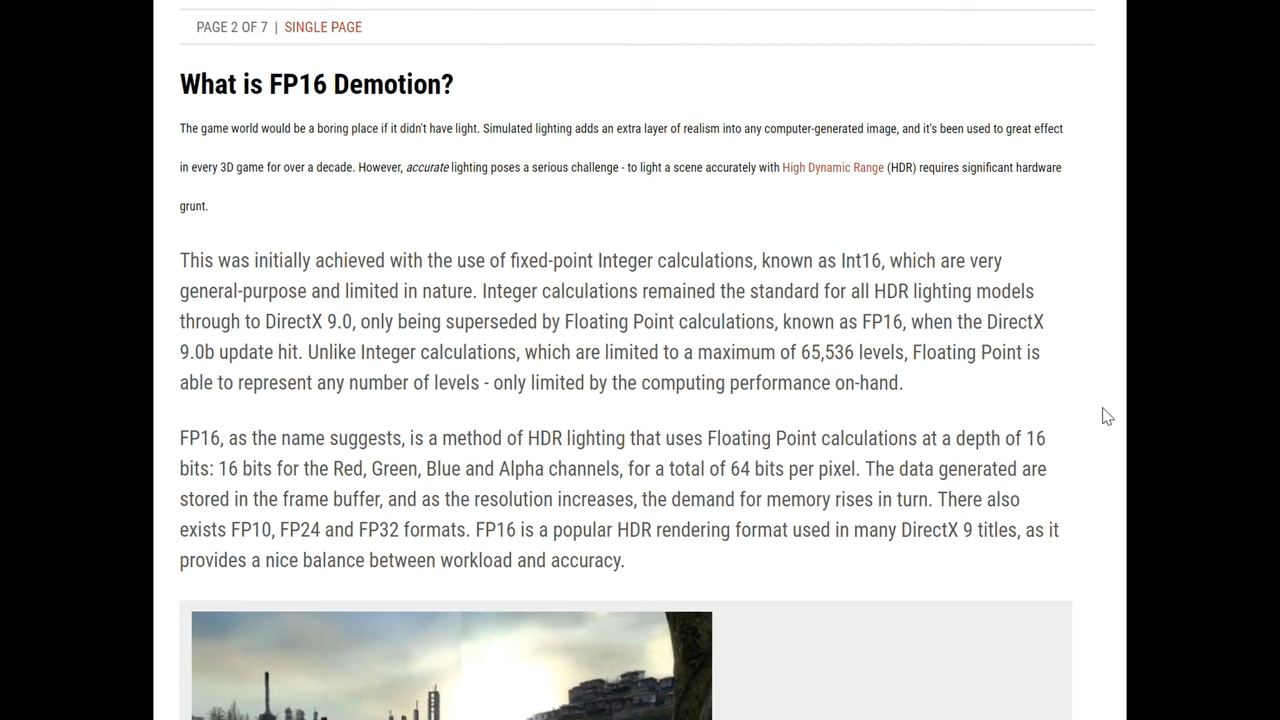 PAGE 2 OF 7 | SINGLE PAGE
What is FP16 Demotion?
The game world would be a boring place if it didn't have light. Simulated lighting adds an extra layer of realism into any computer-generated image, and it's been used to great effect
in every 3D game for over a decade. However, accurate lighting poses a serious challenge - to light a scene accurately with High Dynamic Range (HDR) requires significant hardware
grunt.
This was initially achieved with the use of fixed-point Integer calculations, known as Int16, which are very
general-purpose and limited in nature. Integer calculations remained the standard for all HDR lighting models
through to DirectX 9.0, only being superseded by Floating Point calculations, known as FP16, when the DirectX
9.0b update hit. Unlike Integer calculations, which are limited to a maximum of 65,536 levels, Floating Point is
able to represent any number of levels - only limited by the computing performance on-hand.
FP16, as the name suggests, is a method of HDR lighting that uses Floating Point calculations at a depth of 16
bits: 16 bits for the Red, Green, Blue and Alpha channels, for a total of 64 bits per pixel. The data generated are
stored in the frame buffer, and as the resolution increases, the demand for memory rises in turn. There also
exists FP10, FP24 and FP32 formats. FP16 is a popular HDR rendering format used in many DirectX 9 titles, as it
provides a nice balance between workload and accuracy.